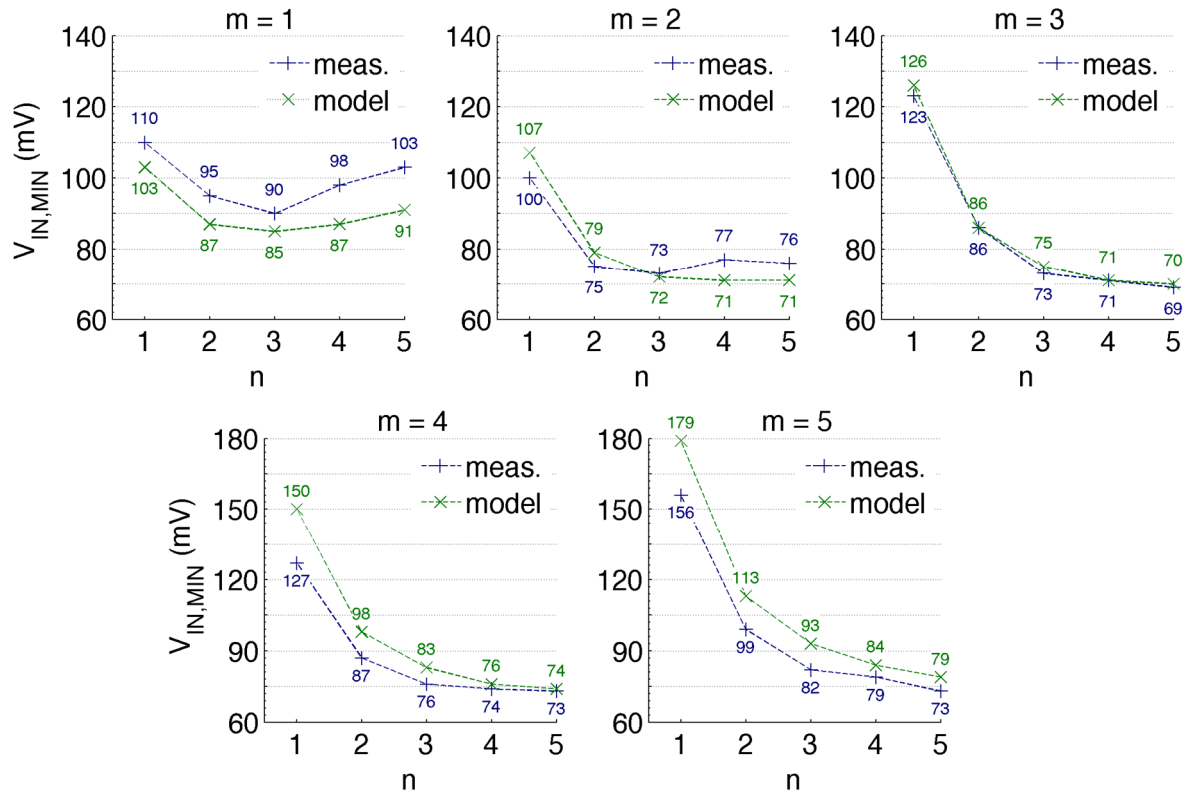 m = 1
140
120
100
80
60
V_IN,MIN (mV)
meas.
model
110
95
90
98
103
103
87
85
87
91
1 2 3 4 5
n
m = 2
140
120
100
80
60
meas.
model
107
79
73
77
76
100
75
72
71
71
1 2 3 4 5
n
m = 3
140
120
100
80
60
meas.
model
126
123
86
86
75
73
71
71
70
69
1 2 3 4 5
n
m = 4
180
150
120
90
60
V_IN,MIN (mV)
meas.
model
150
127
98
87
83
76
76
74
74
73
1 2 3 4 5
n
m = 5
180
150
120
90
60
meas.
model
179
156
113
99
93
82
84
79
79
73
1 2 3 4 5
n